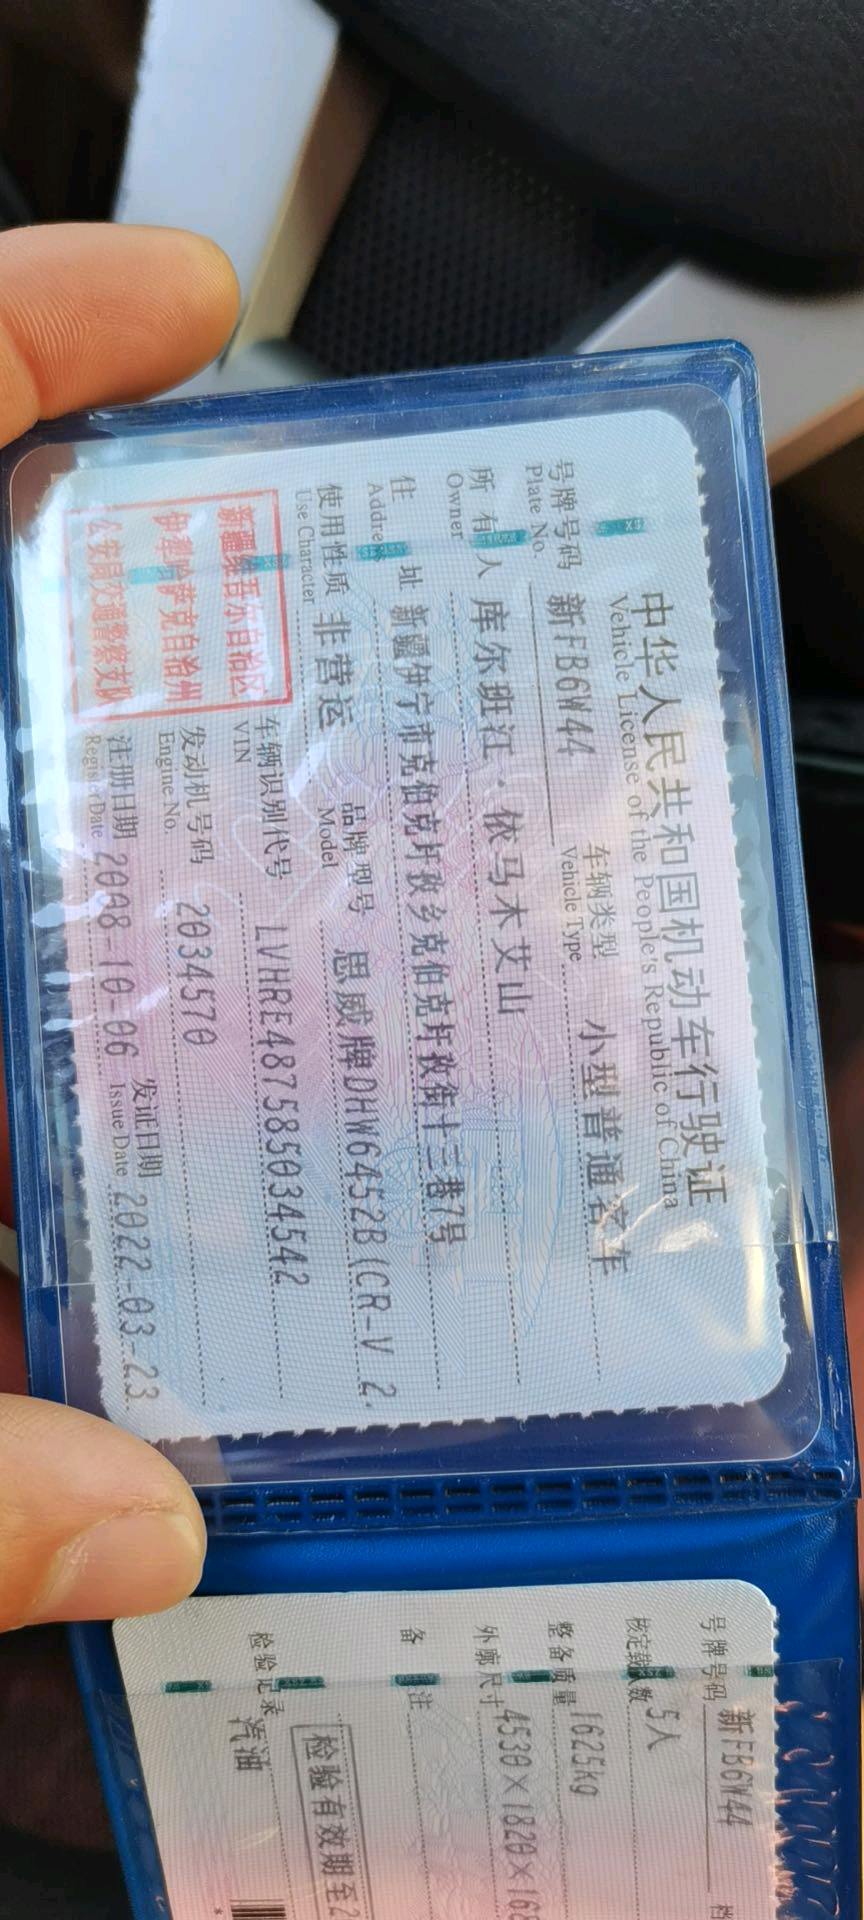 中华人民共和国机动车行驶证
Vehicle License of the People's Republic of China
号牌号码 新FB6W44 车辆类型 小型普通客车
Plate No. Vehicle Type
所有人 库尔班江·依马木艾山
Owner
住址 新疆伊宁市克伯克圩孜乡克伯克圩孜街十三巷7号
Address
使用性质 非营运 品牌型号 思威牌DHW6452B(CR-V 2.
Use Character Model
新疆维吾尔自治区
伊犁哈萨克自治州
公安局交通警察支队
车辆识别代号 LVHRE487585034542
VIN
发动机号码 2034570
Engine No.
注册日期 2008-10-06 发证日期 2022-03-23
Register Date Issue Date
号牌号码 新FB6W44 档
核定载人数 5人
整备质量 1625kg
外廓尺寸 4530×1820×168
备注
检验有效期至2
检验记录 汽油
*